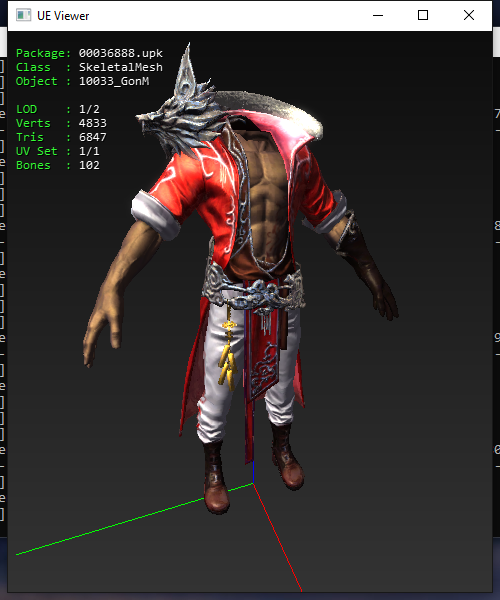 UE Viewer
Package: 00036888.upk
Class : SkeletalMesh
Object : 10033_GonM
LOD : 1/2
Verts : 4833
Tris : 6847
UV Set : 1/1
Bones : 102